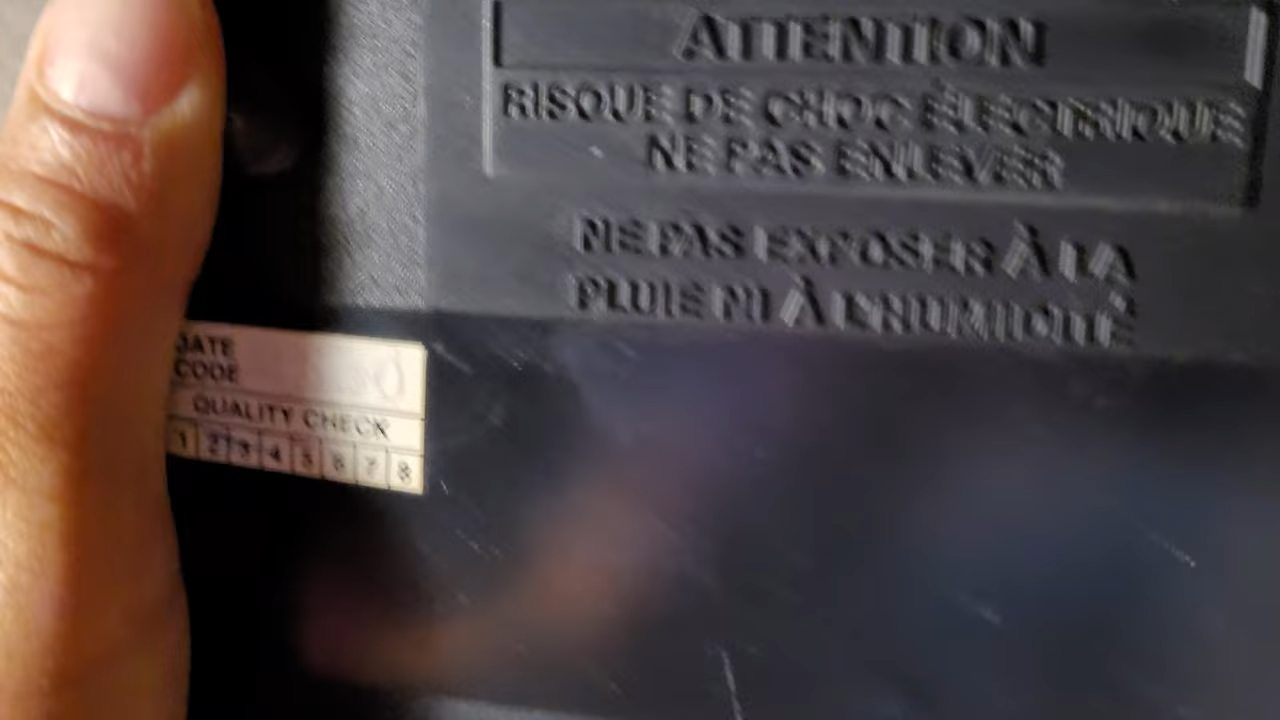 ATTENTION
RISQUE DE CHOC ÉLECTRIQUE
NE PAS ENLEVER
NE PAS EXPOSER À LA
PLUIE NI À L'HUMIDITÉ
DATE
CODE
QUALITY CHECK
1 2 3 4 5 6 7 8